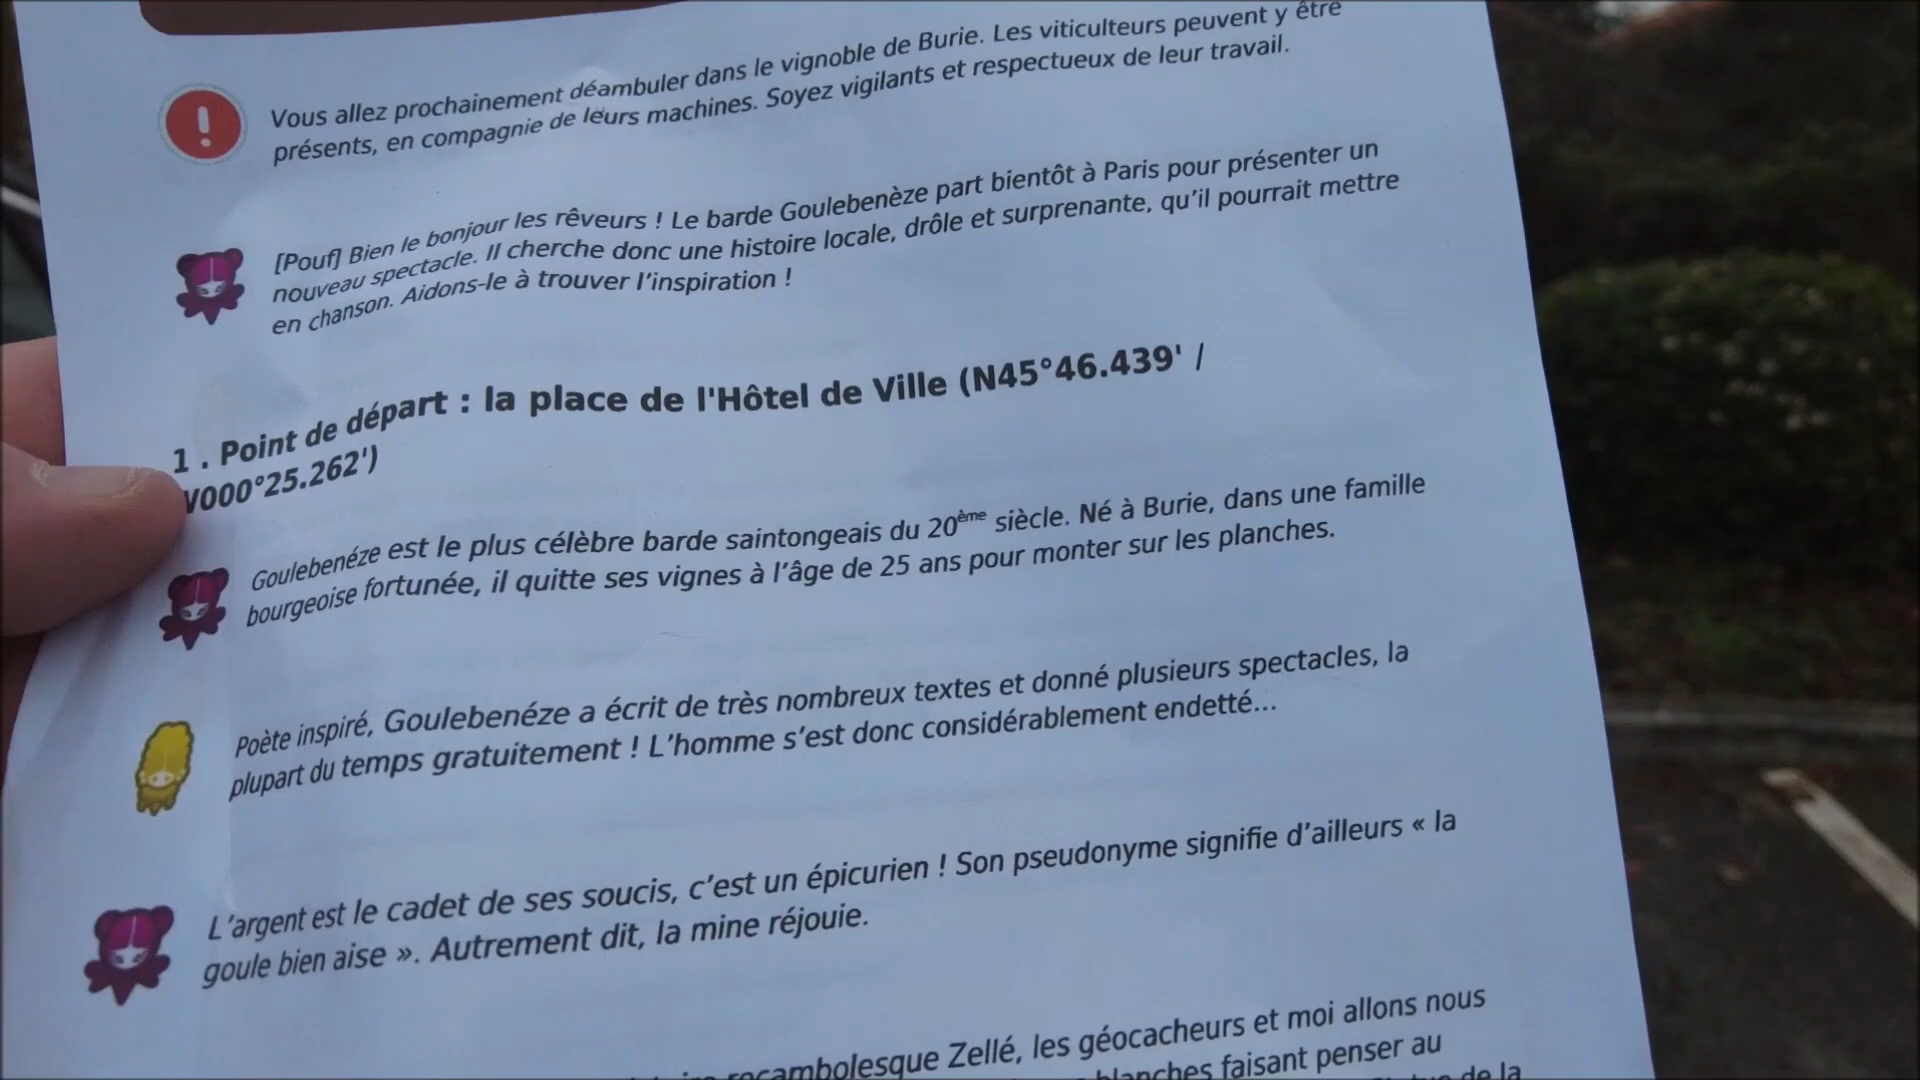 Vous allez prochainement déambuler dans le vignoble de Burie. Les viticulteurs peuvent y être
présents, en compagnie de leurs machines. Soyez vigilants et respectueux de leur travail.
[Pouf] Bien le bonjour les rêveurs ! Le barde Goulebenèze part bientôt à Paris pour présenter un
nouveau spectacle. Il cherche donc une histoire locale, drôle et surprenante, qu'il pourrait mettre
en chanson. Aidons-le à trouver l'inspiration !
1 . Point de départ : la place de l'Hôtel de Ville (N45°46.439' /
W000°25.262')
Goulebenéze est le plus célèbre barde saintongeais du 20ème siècle. Né à Burie, dans une famille
bourgeoise fortunée, il quitte ses vignes à l'âge de 25 ans pour monter sur les planches.
Poète inspiré, Goulebenéze a écrit de très nombreux textes et donné plusieurs spectacles, la
plupart du temps gratuitement ! L'homme s'est donc considérablement endetté...
L'argent est le cadet de ses soucis, c'est un épicurien ! Son pseudonyme signifie d'ailleurs « la
goule bien aise ». Autrement dit, la mine réjouie.
rocambolesque Zellé, les géocacheurs et moi allons nous
blanches faisant penser au
de la